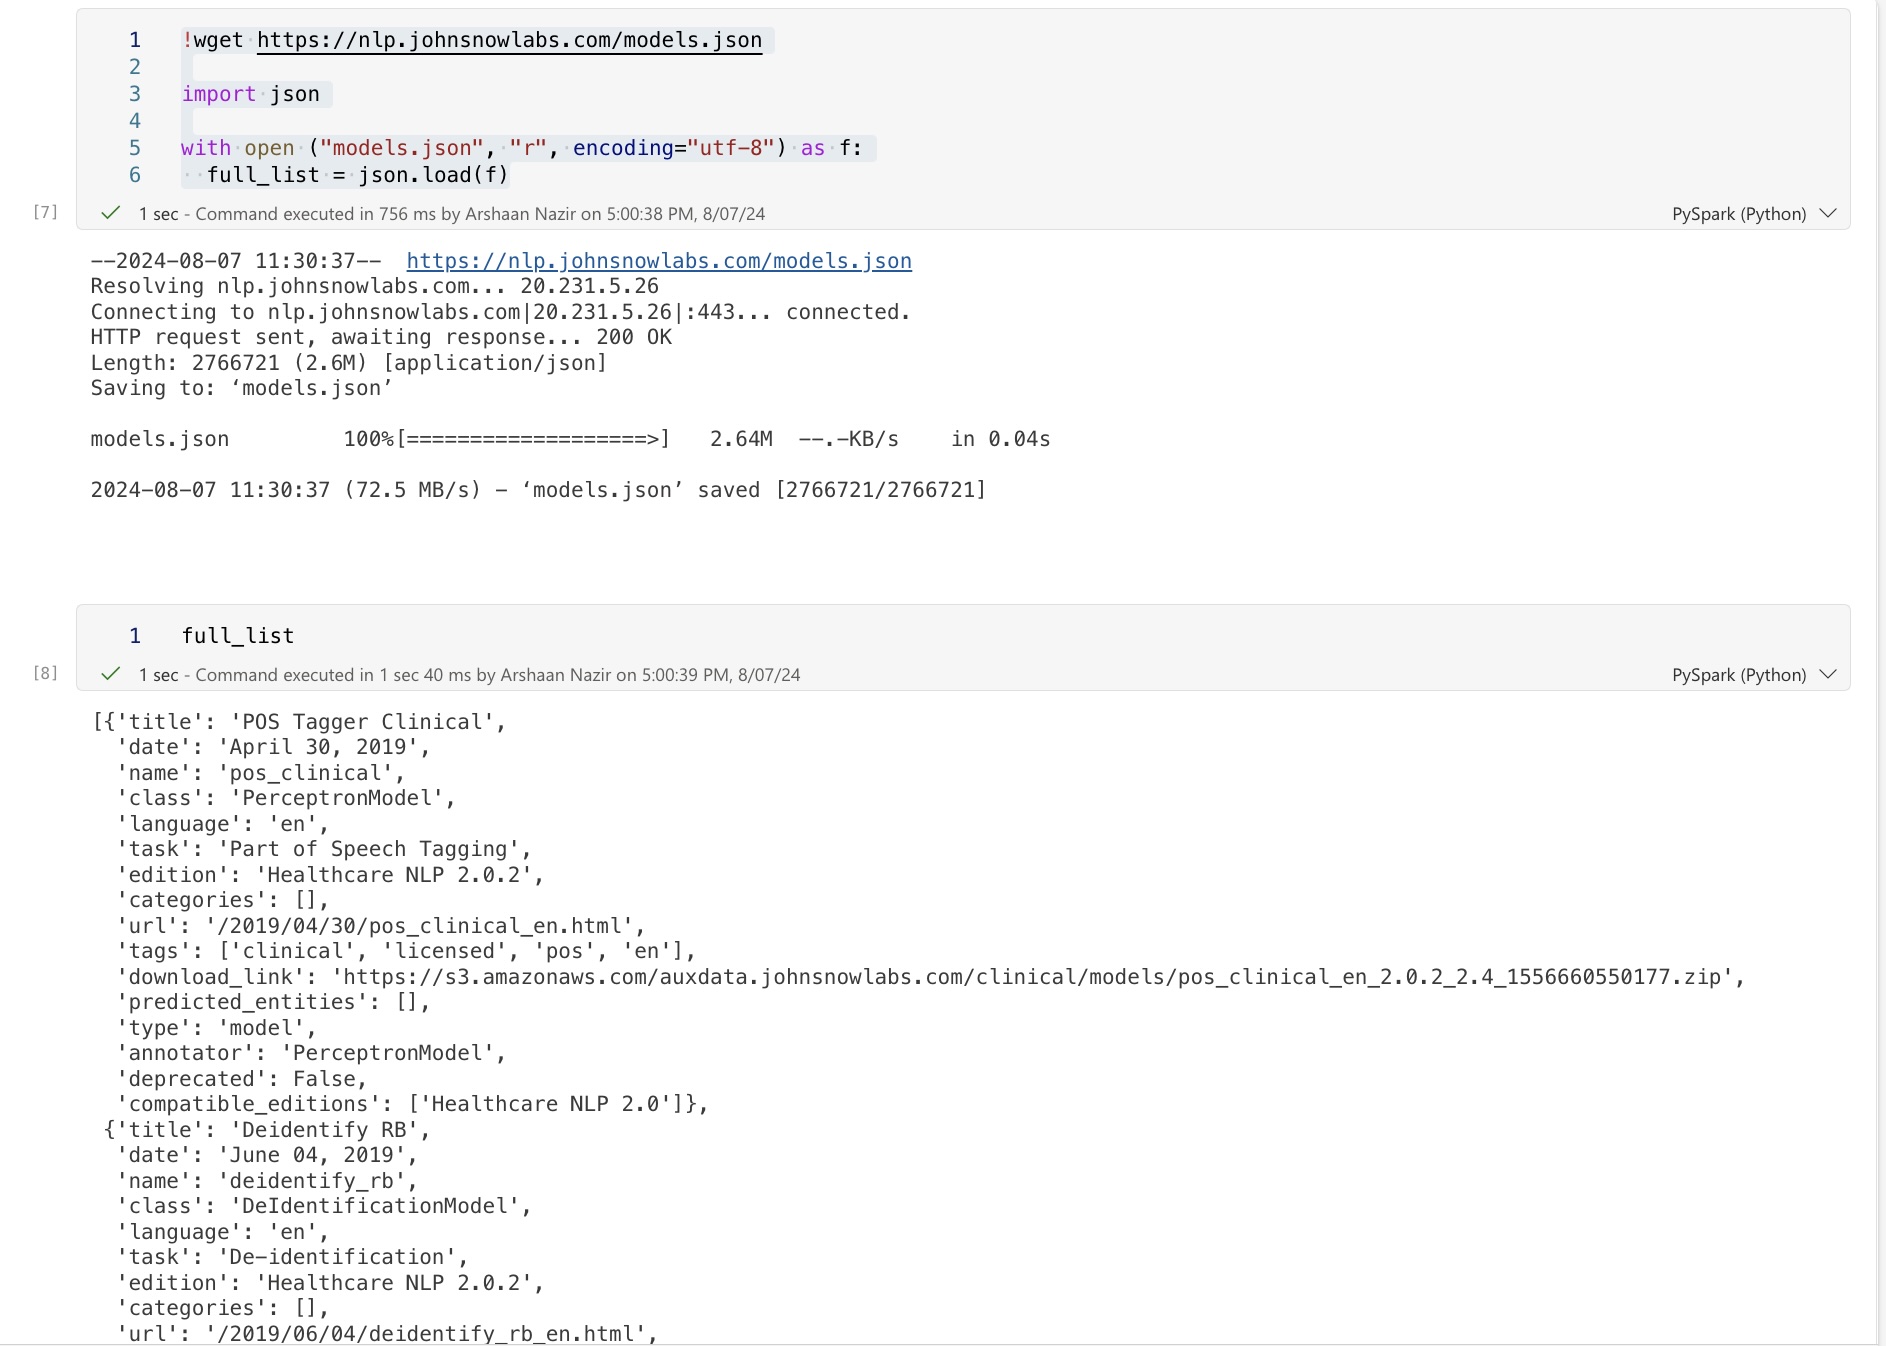 1 !wget https://nlp.johnsnowlabs.com/models.json
2
3 import json
4
5 with open ("models.json", "r", encoding="utf-8") as f:
6 full_list = json.load(f)
[7] 1 sec - Command executed in 756 ms by Arshaan Nazir on 5:00:38 PM, 8/07/24 PySpark (Python)
--2024-08-07 11:30:37-- https://nlp.johnsnowlabs.com/models.json
Resolving nlp.johnsnowlabs.com... 20.231.5.26
Connecting to nlp.johnsnowlabs.com|20.231.5.26|:443... connected.
HTTP request sent, awaiting response... 200 OK
Length: 2766721 (2.6M) [application/json]
Saving to: ‘models.json’
models.json 100%[===================>] 2.64M --.-KB/s in 0.04s
2024-08-07 11:30:37 (72.5 MB/s) - ‘models.json’ saved [2766721/2766721]
1 full_list
[8] 1 sec - Command executed in 1 sec 40 ms by Arshaan Nazir on 5:00:39 PM, 8/07/24 PySpark (Python)
[{'title': 'POS Tagger Clinical',
'date': 'April 30, 2019',
'name': 'pos_clinical',
'class': 'PerceptronModel',
'language': 'en',
'task': 'Part of Speech Tagging',
'edition': 'Healthcare NLP 2.0.2',
'categories': [],
'url': '/2019/04/30/pos_clinical_en.html',
'tags': ['clinical', 'licensed', 'pos', 'en'],
'download_link': 'https://s3.amazonaws.com/auxdata.johnsnowlabs.com/clinical/models/pos_clinical_en_2.0.2_2.4_1556660550177.zip',
'predicted_entities': [],
'type': 'model',
'annotator': 'PerceptronModel',
'deprecated': False,
'compatible_editions': ['Healthcare NLP 2.0']},
{'title': 'Deidentify RB',
'date': 'June 04, 2019',
'name': 'deidentify_rb',
'class': 'DeIdentificationModel',
'language': 'en',
'task': 'De-identification',
'edition': 'Healthcare NLP 2.0.2',
'categories': [],
'url': '/2019/06/04/deidentify_rb_en.html',